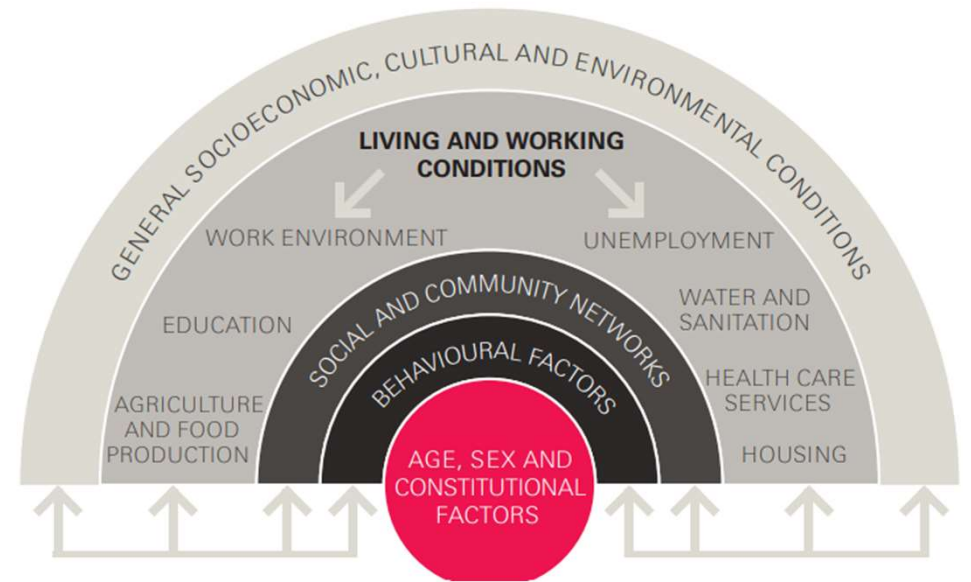 GENERAL SOCIOECONOMIC, CULTURAL AND ENVIRONMENTAL CONDITIONS
LIVING AND WORKING
CONDITIONS
WORK ENVIRONMENT
UNEMPLOYMENT
EDUCATION
WATER AND
SANITATION
AGRICULTURE
AND FOOD
PRODUCTION
HEALTH CARE
SERVICES
HOUSING
SOCIAL AND COMMUNITY NETWORKS
BEHAVIOURAL FACTORS
AGE, SEX AND
CONSTITUTIONAL
FACTORS